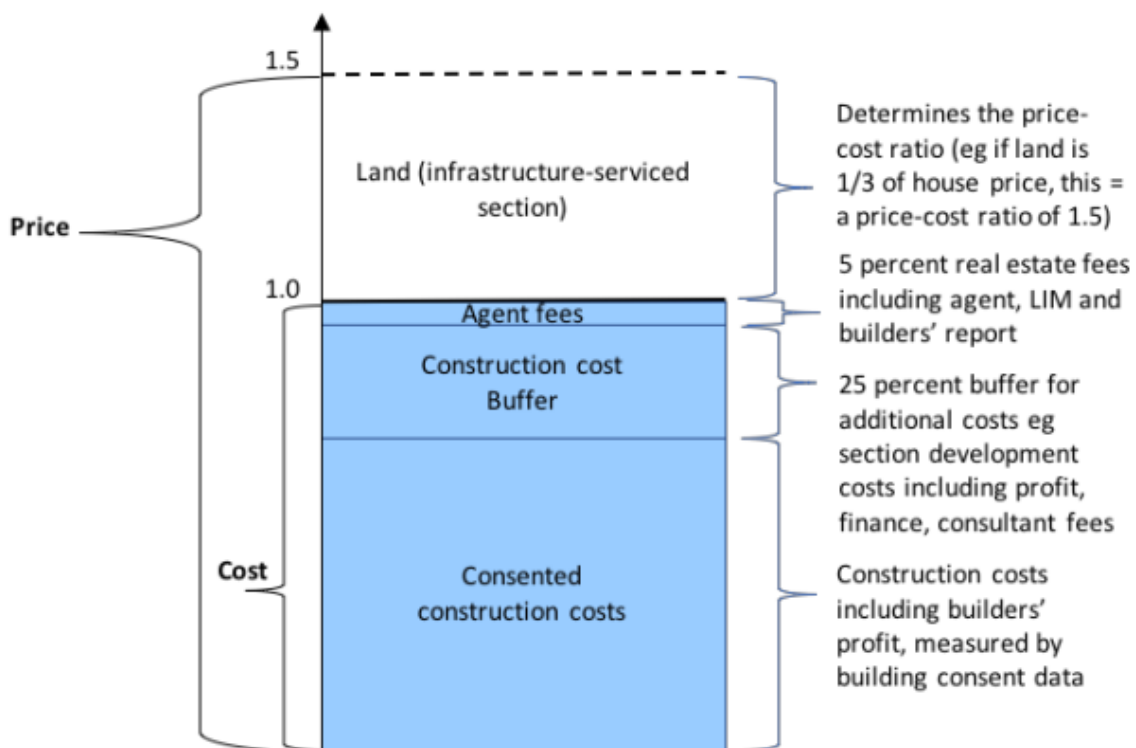 1.5
Land (infrastructure-serviced
section)
Price
1.0
Agent fees
Construction cost
Buffer
Cost
Consented
construction costs
Determines the price-
cost ratio (eg if land is
1/3 of house price, this =
a price-cost ratio of 1.5)
5 percent real estate fees
including agent, LIM and
builders’ report
25 percent buffer for
additional costs eg
section development
costs including profit,
finance, consultant fees
Construction costs
including builders’
profit, measured by
building consent data